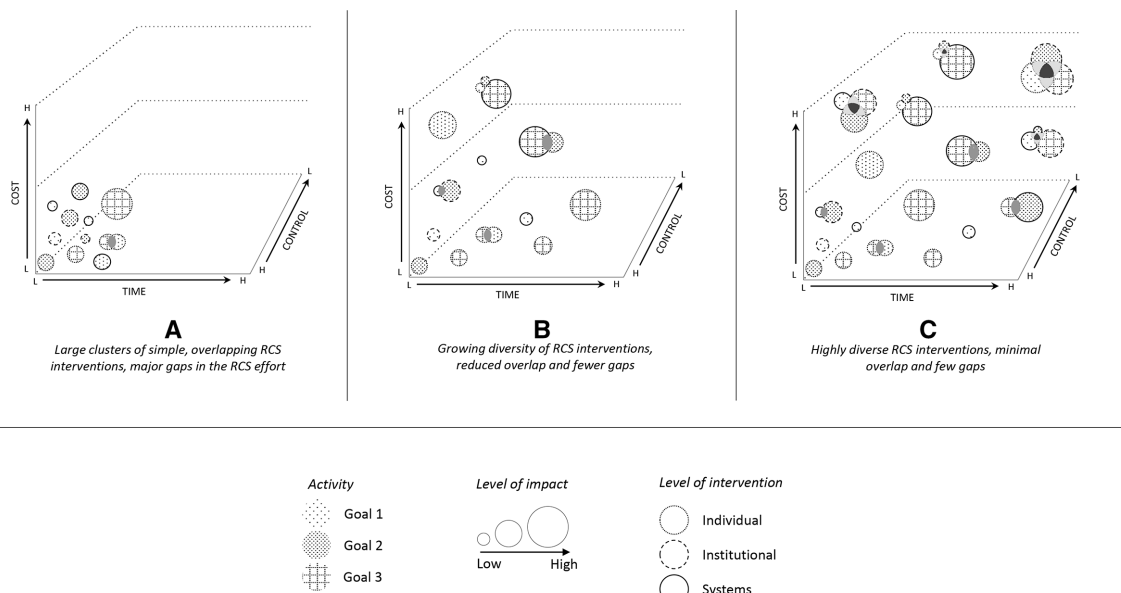 H
COST
L
L
TIME
H
H
CONTROL
L
A
Large clusters of simple, overlapping RCS
interventions, major gaps in the RCS effort
H
COST
L
L
TIME
H
H
CONTROL
L
B
Growing diversity of RCS interventions,
reduced overlap and fewer gaps
H
COST
L
L
TIME
H
H
CONTROL
L
C
Highly diverse RCS interventions, minimal
overlap and few gaps
Activity
Goal 1
Goal 2
Goal 3
Level of impact
Low High
Level of intervention
Individual
Institutional
Systems